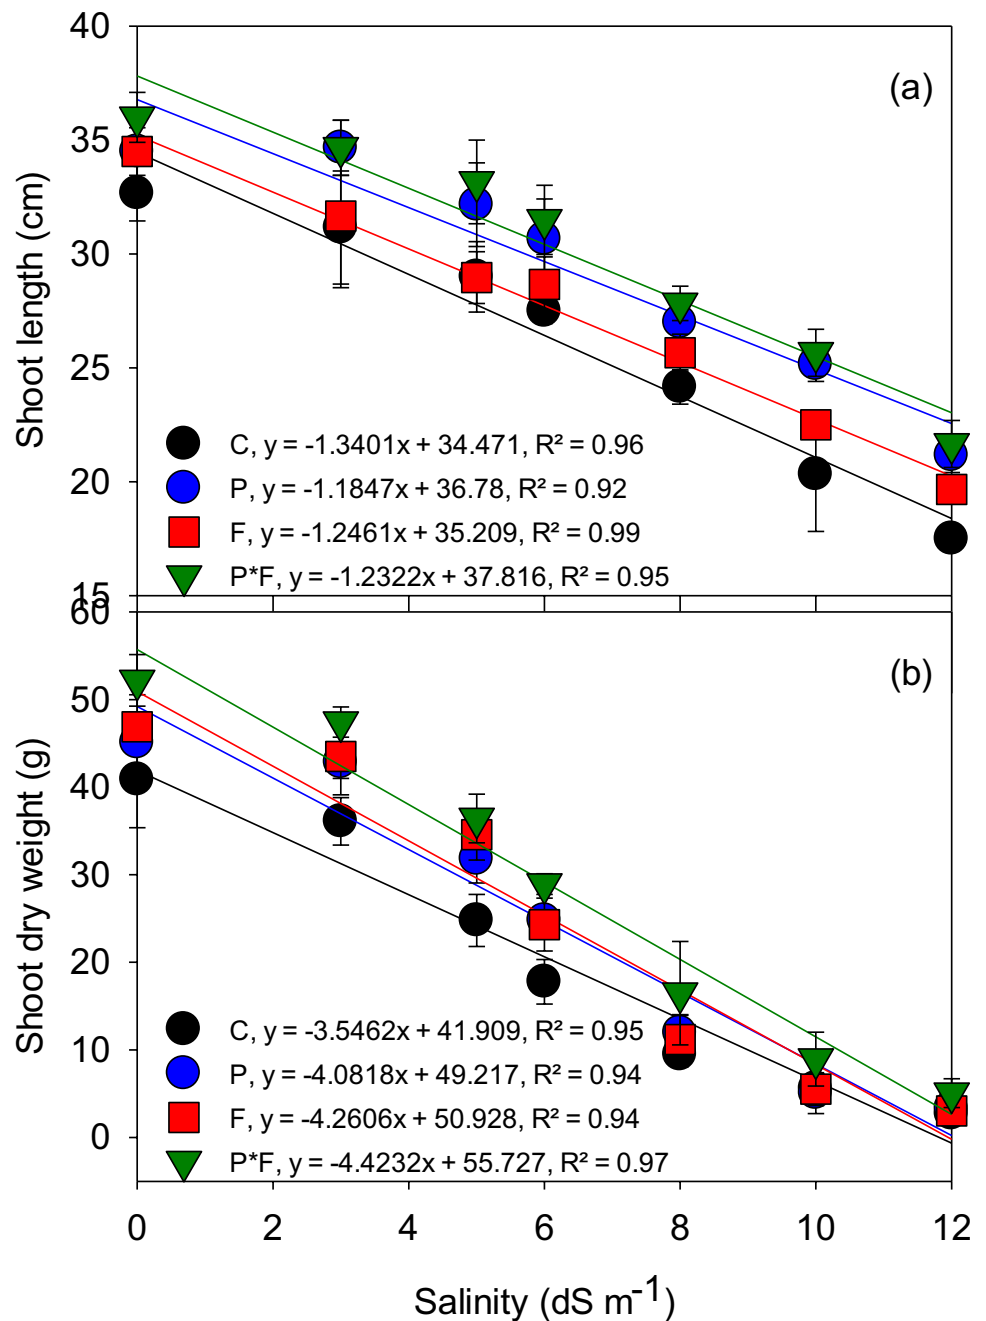 40
(a)
35
30
25
20
15
Shoot length (cm)
C, y = -1.3401x + 34.471, R² = 0.96
P, y = -1.1847x + 36.78, R² = 0.92
F, y = -1.2461x + 35.209, R² = 0.99
P*F, y = -1.2322x + 37.816, R² = 0.95
60
(b)
50
40
30
20
10
0
Shoot dry weight (g)
C, y = -3.5462x + 41.909, R² = 0.95
P, y = -4.0818x + 49.217, R² = 0.94
F, y = -4.2606x + 50.928, R² = 0.94
P*F, y = -4.4232x + 55.727, R² = 0.97
0 2 4 6 8 10 12
Salinity (dS m⁻¹)